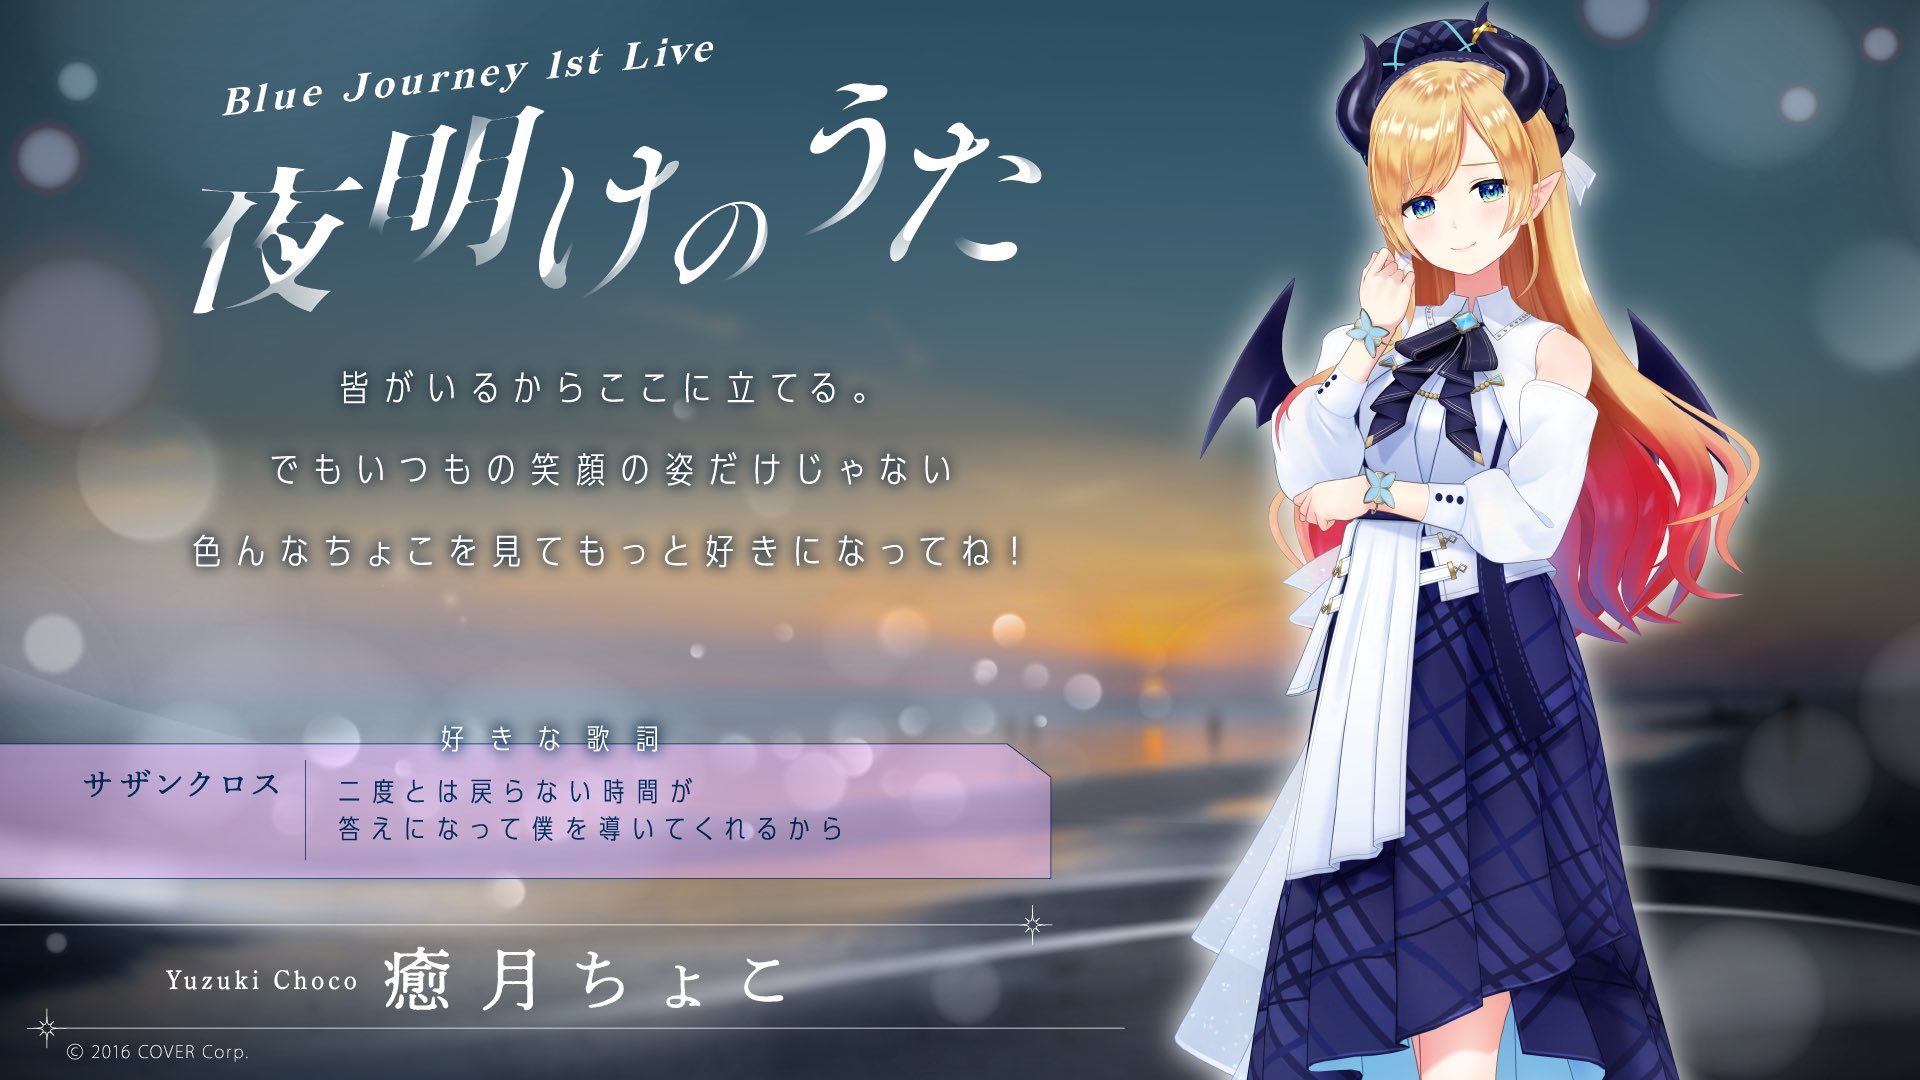 Blue Journey 1st Live
夜明けのうた
皆がいるからここに立てる。
でもいつもの笑顔の姿だけじゃない
色んなちょこを見てもっと好きになってね！
好きな歌詞
サザンクロス
二度とは戻らない時間が
答えになって僕を導いてくれるから
Yuzuki Choco 癒月ちょこ
© 2016 COVER Corp.